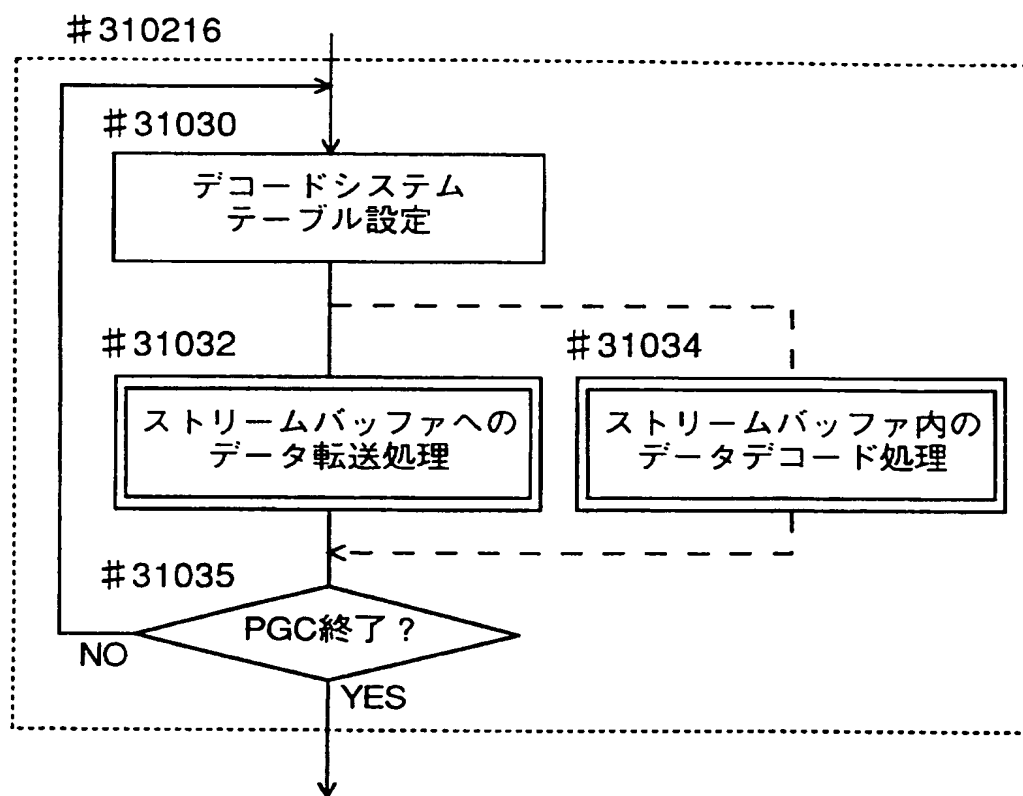 #310216
#31030
デコードシステム
テーブル設定
#31032
ストリームバッファへの
データ転送処理
#31034
ストリームバッファ内の
データデコード処理
#31035
PGC終了？
NO
YES